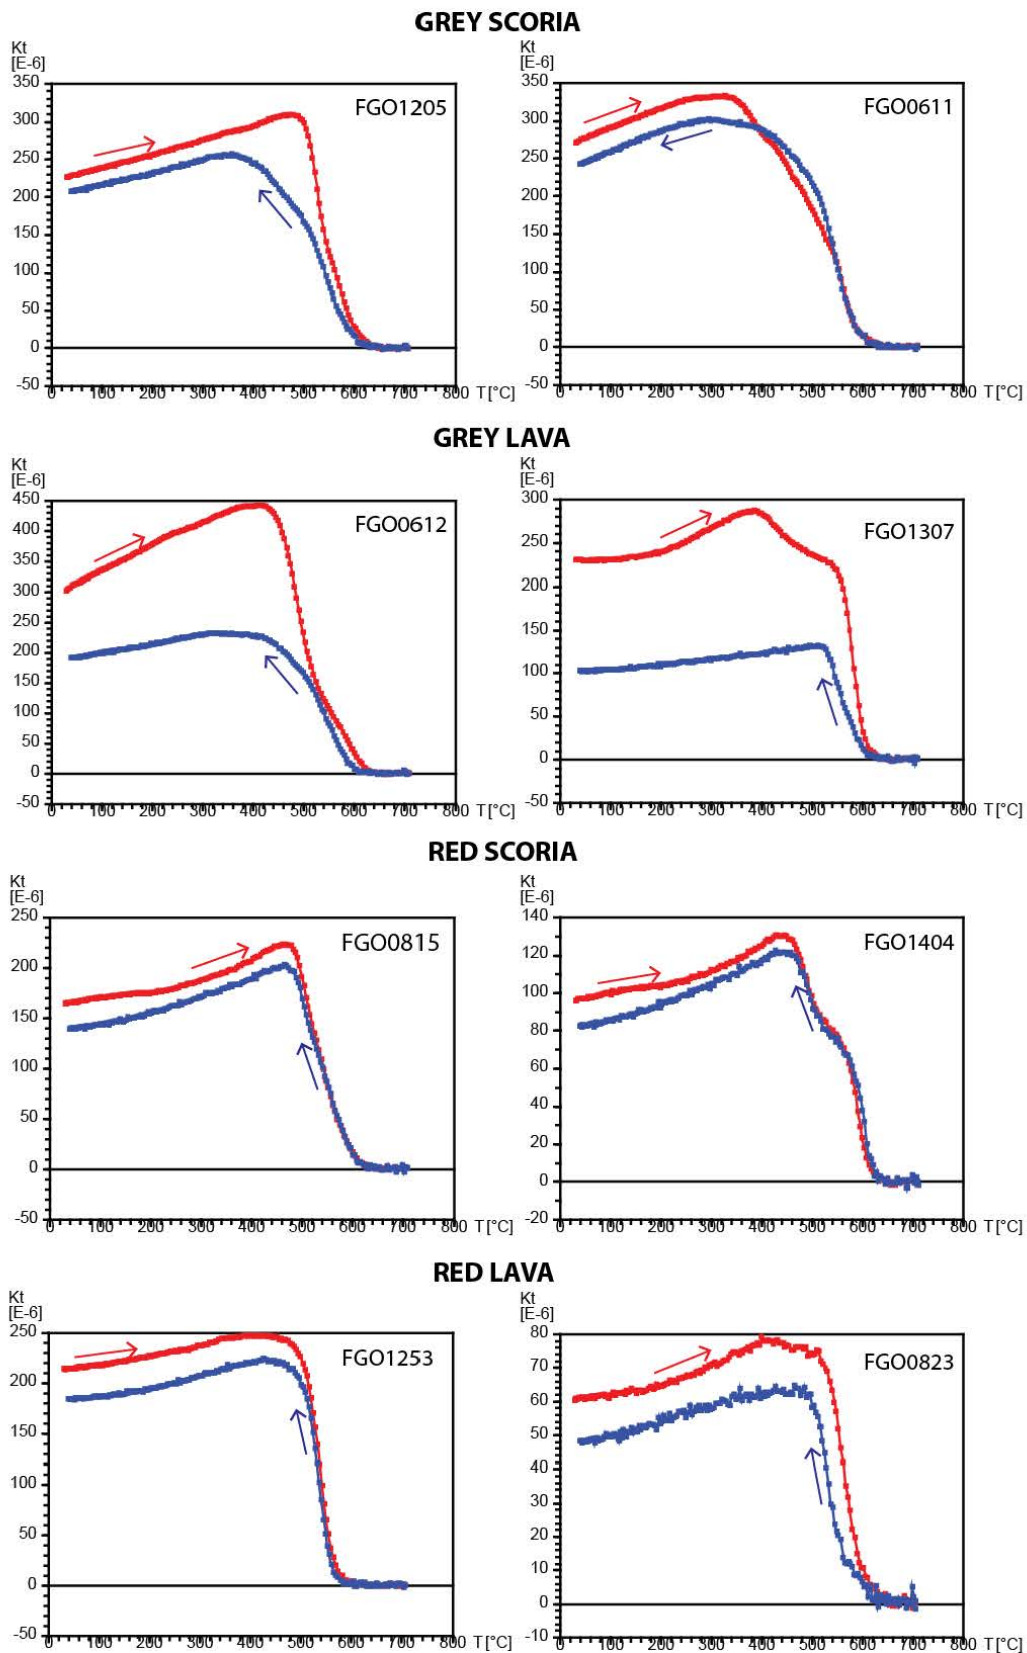 GREY SCORIA
Kt
[E-6]
350
300
250
200
150
100
50
0
-50
FGO1205
0 100 200 300 400 500 600 700 800 T [°C]
Kt
[E-6]
350
300
250
200
150
100
50
0
-50
FGO0611
0 100 200 300 400 500 600 700 800 T [°C]
GREY LAVA
Kt
[E-6]
450
400
350
300
250
200
150
100
50
0
-50
FGO0612
0 100 200 300 400 500 600 700 800 T [°C]
Kt
[E-6]
300
250
200
150
100
50
0
-50
FGO1307
0 100 200 300 400 500 600 700 800 T [°C]
RED SCORIA
Kt
[E-6]
250
200
150
100
50
0
-50
FGO0815
0 100 200 300 400 500 600 700 800 T [°C]
Kt
[E-6]
140
120
100
80
60
40
20
0
-20
FGO1404
0 100 200 300 400 500 600 700 800 T [°C]
RED LAVA
Kt
[E-6]
250
200
150
100
50
0
-50
FGO1253
0 100 200 300 400 500 600 700 800 T [°C]
Kt
[E-6]
80
70
60
50
40
30
20
10
0
-10
FGO0823
0 100 200 300 400 500 600 700 800 T [°C]